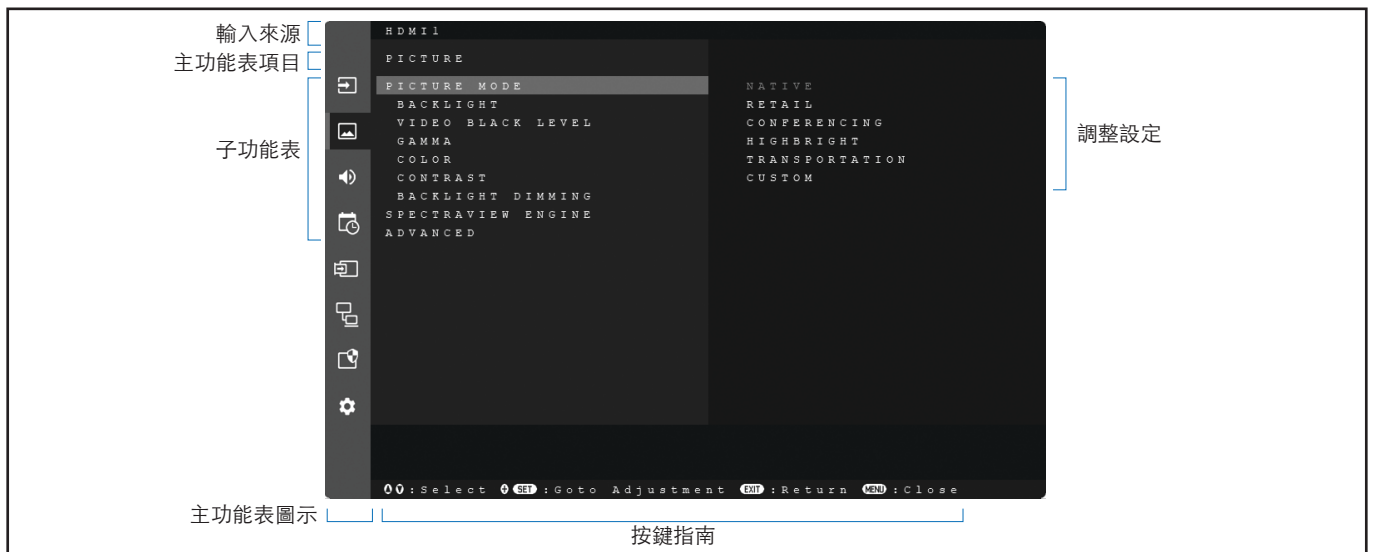 輸入來源
HDMI1
主功能表項目
PICTURE
子功能表
PICTURE MODE
BACKLIGHT
VIDEO BLACK LEVEL
GAMMA
COLOR
CONTRAST
BACKLIGHT DIMMING
SPECTRAVIEW ENGINE
ADVANCED
NATIVE
RETAIL
CONFERENCING
HIGHBRIGHT
TRANSPORTATION
CUSTOM
調整設定
:Select SET:Goto Adjustment EXIT:Return MENU:Close
主功能表圖示
按鍵指南